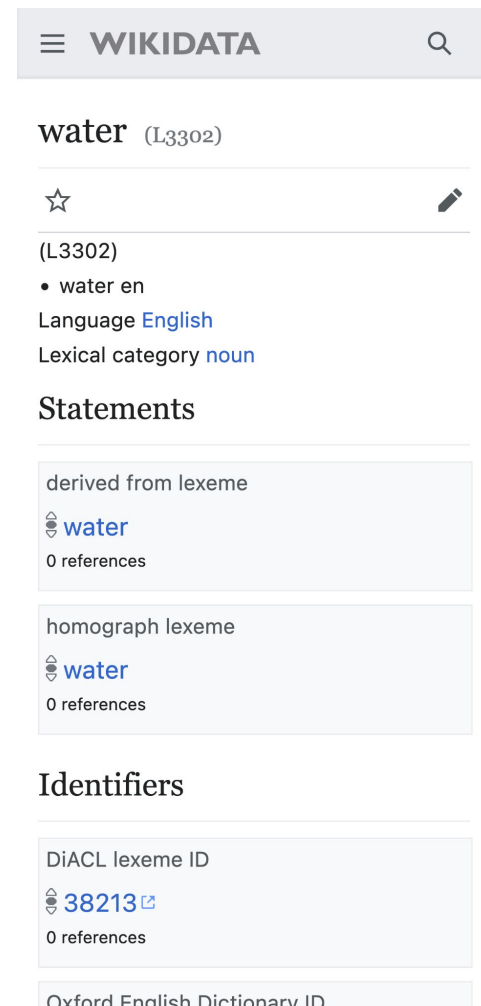 WIKIDATA
water (L3302)
(L3302)
• water en
Language English
Lexical category noun
Statements
derived from lexeme
water
0 references
homograph lexeme
water
0 references
Identifiers
DiACL lexeme ID
38213
0 references
Oxford English Dictionary ID